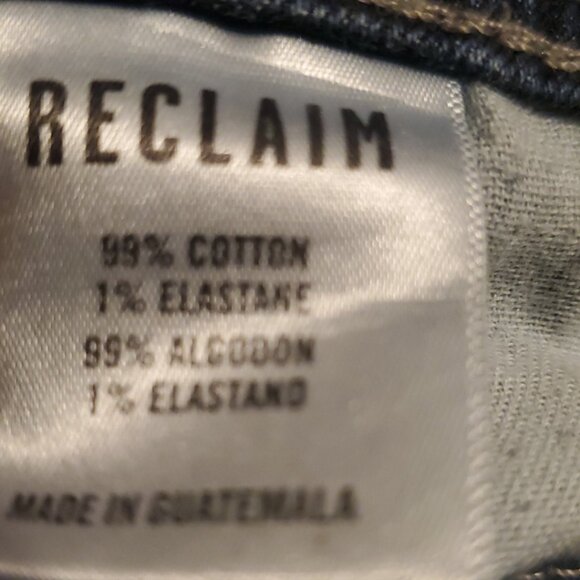 RECLAIM
99% COTTON
1% ELASTANE
99% ALGODON
1% ELASTANO
MADE IN GUATEMALA